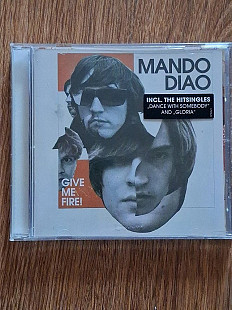 MANDO
DIAO
INCL. THE HITSINGLES
„DANCE WITH SOMEBODY"
AND „GLORIA"
GIVE
ME
FIRE!